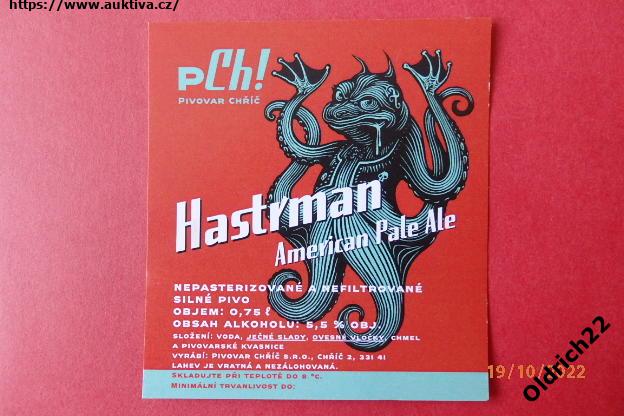 https://www.auktiva.cz/
pCh!
PIVOVAR CHŘÍČ
Hastrman
American Pale Ale
NEPASTERIZOVANÉ A NEFILTROVANÉ
SILNÉ PIVO
OBJEM: 0,75 ℓ
OBSAH ALKOHOLU: 5,5 % OBJ.
SLOŽENÍ: VODA, JEČNÉ SLADY, OVESNÉ VLOČKY, CHMEL
A PIVOVARSKÉ KVASNICE
VYRÁBÍ: PIVOVAR CHŘÍČ S.R.O., CHŘÍČ 2, 331 41
LAHEV JE VRATNÁ A NEZÁLOHOVANÁ.
SKLADUJTE PŘI TEPLOTĚ DO 8 °C.
MINIMÁLNÍ TRVANLIVOST DO:
19/10/2022
Oldrich22